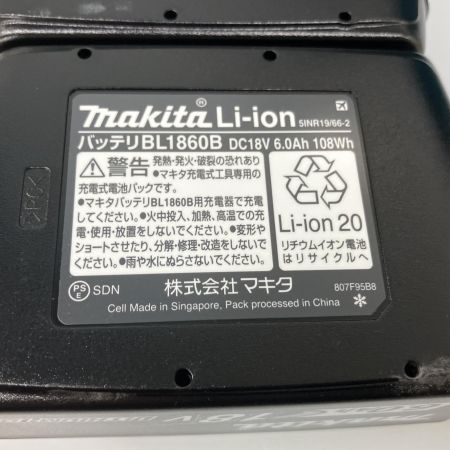 makita® Li-ion 5INR19/66-2
バッテリBL1860B DC18V 6.0Ah 108Wh
警告 発熱・発火・破裂の恐れあり
●マキタ充電式工具専用の
充電式電池パックです。
●マキタバッテリBL1860B用充電器で充電
してください。●火中投入、加熱、高温での充
電・使用・放置をしないでください。●変形や
ショートさせたり、分解・修理・改造をしないで
ください。●雨や水にぬらさないでください。
Li-ion 20
リチウムイオン電池
はリサイクルへ
PSE SDN 株式会社マキタ
Cell Made in Singapore, Pack processed in China
807F95B8
18V
makita